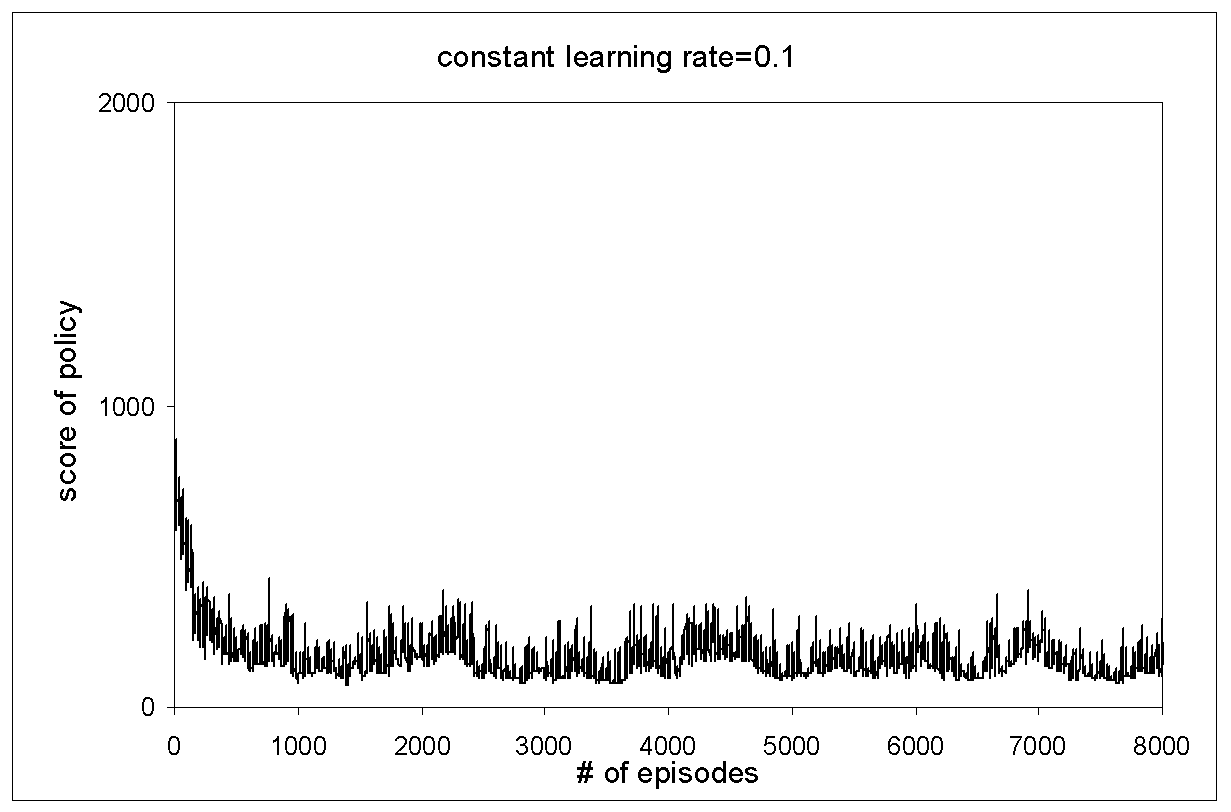 constant learning rate=0.1
2000
1000
0
score of policy
0 1000 2000 3000 4000 5000 6000 7000 8000
# of episodes